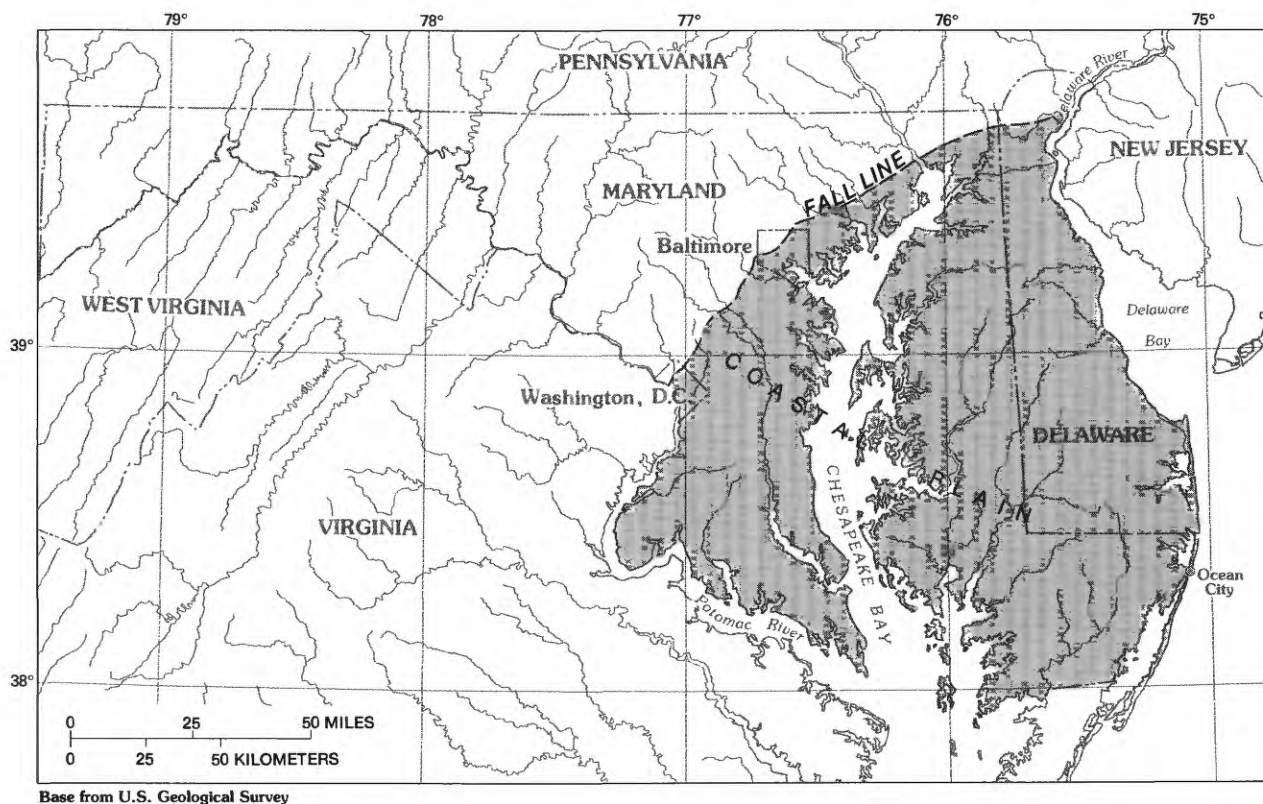 79° 78° 77° 76° 75°
PENNSYLVANIA
Delaware River
NEW JERSEY
FALL LINE
MARYLAND
Baltimore
WEST VIRGINIA
Delaware
Bay
39°
COASTAL PLAIN
Washington, D.C.
DELAWARE
CHESAPEAKE BAY
VIRGINIA
Ocean
City
Potomac River
38°
0 25 50 MILES
0 25 50 KILOMETERS
Base from U.S. Geological Survey